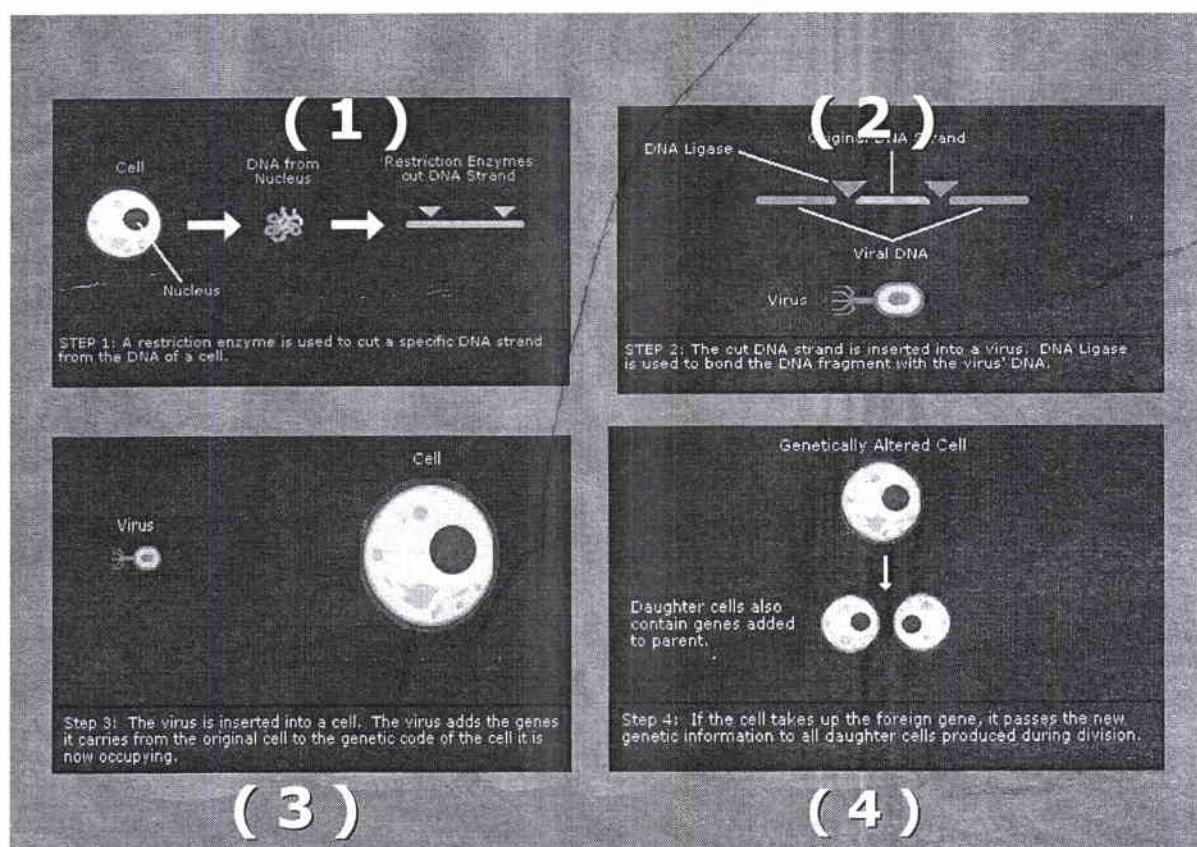 ( 1 )
Cell
DNA from
Nucleus
Restriction Enzymes
cut DNA Strand
Nucleus
STEP 1: A restriction enzyme is used to cut a specific DNA strand
from the DNA of a cell.
( 2 )
Original DNA Strand
DNA Ligase
Viral DNA
Virus
STEP 2: The cut DNA strand is inserted into a virus. DNA Ligase
is used to bond the DNA fragment with the virus' DNA.
Cell
Virus
Step 3: The virus is inserted into a cell. The virus adds the genes
it carries from the original cell to the genetic code of the cell it is
now occupying.
( 3 )
Genetically Altered Cell
Daughter cells also
contain genes added
to parent.
Step 4: If the cell takes up the foreign gene, it passes the new
genetic information to all daughter cells produced during division.
( 4 )